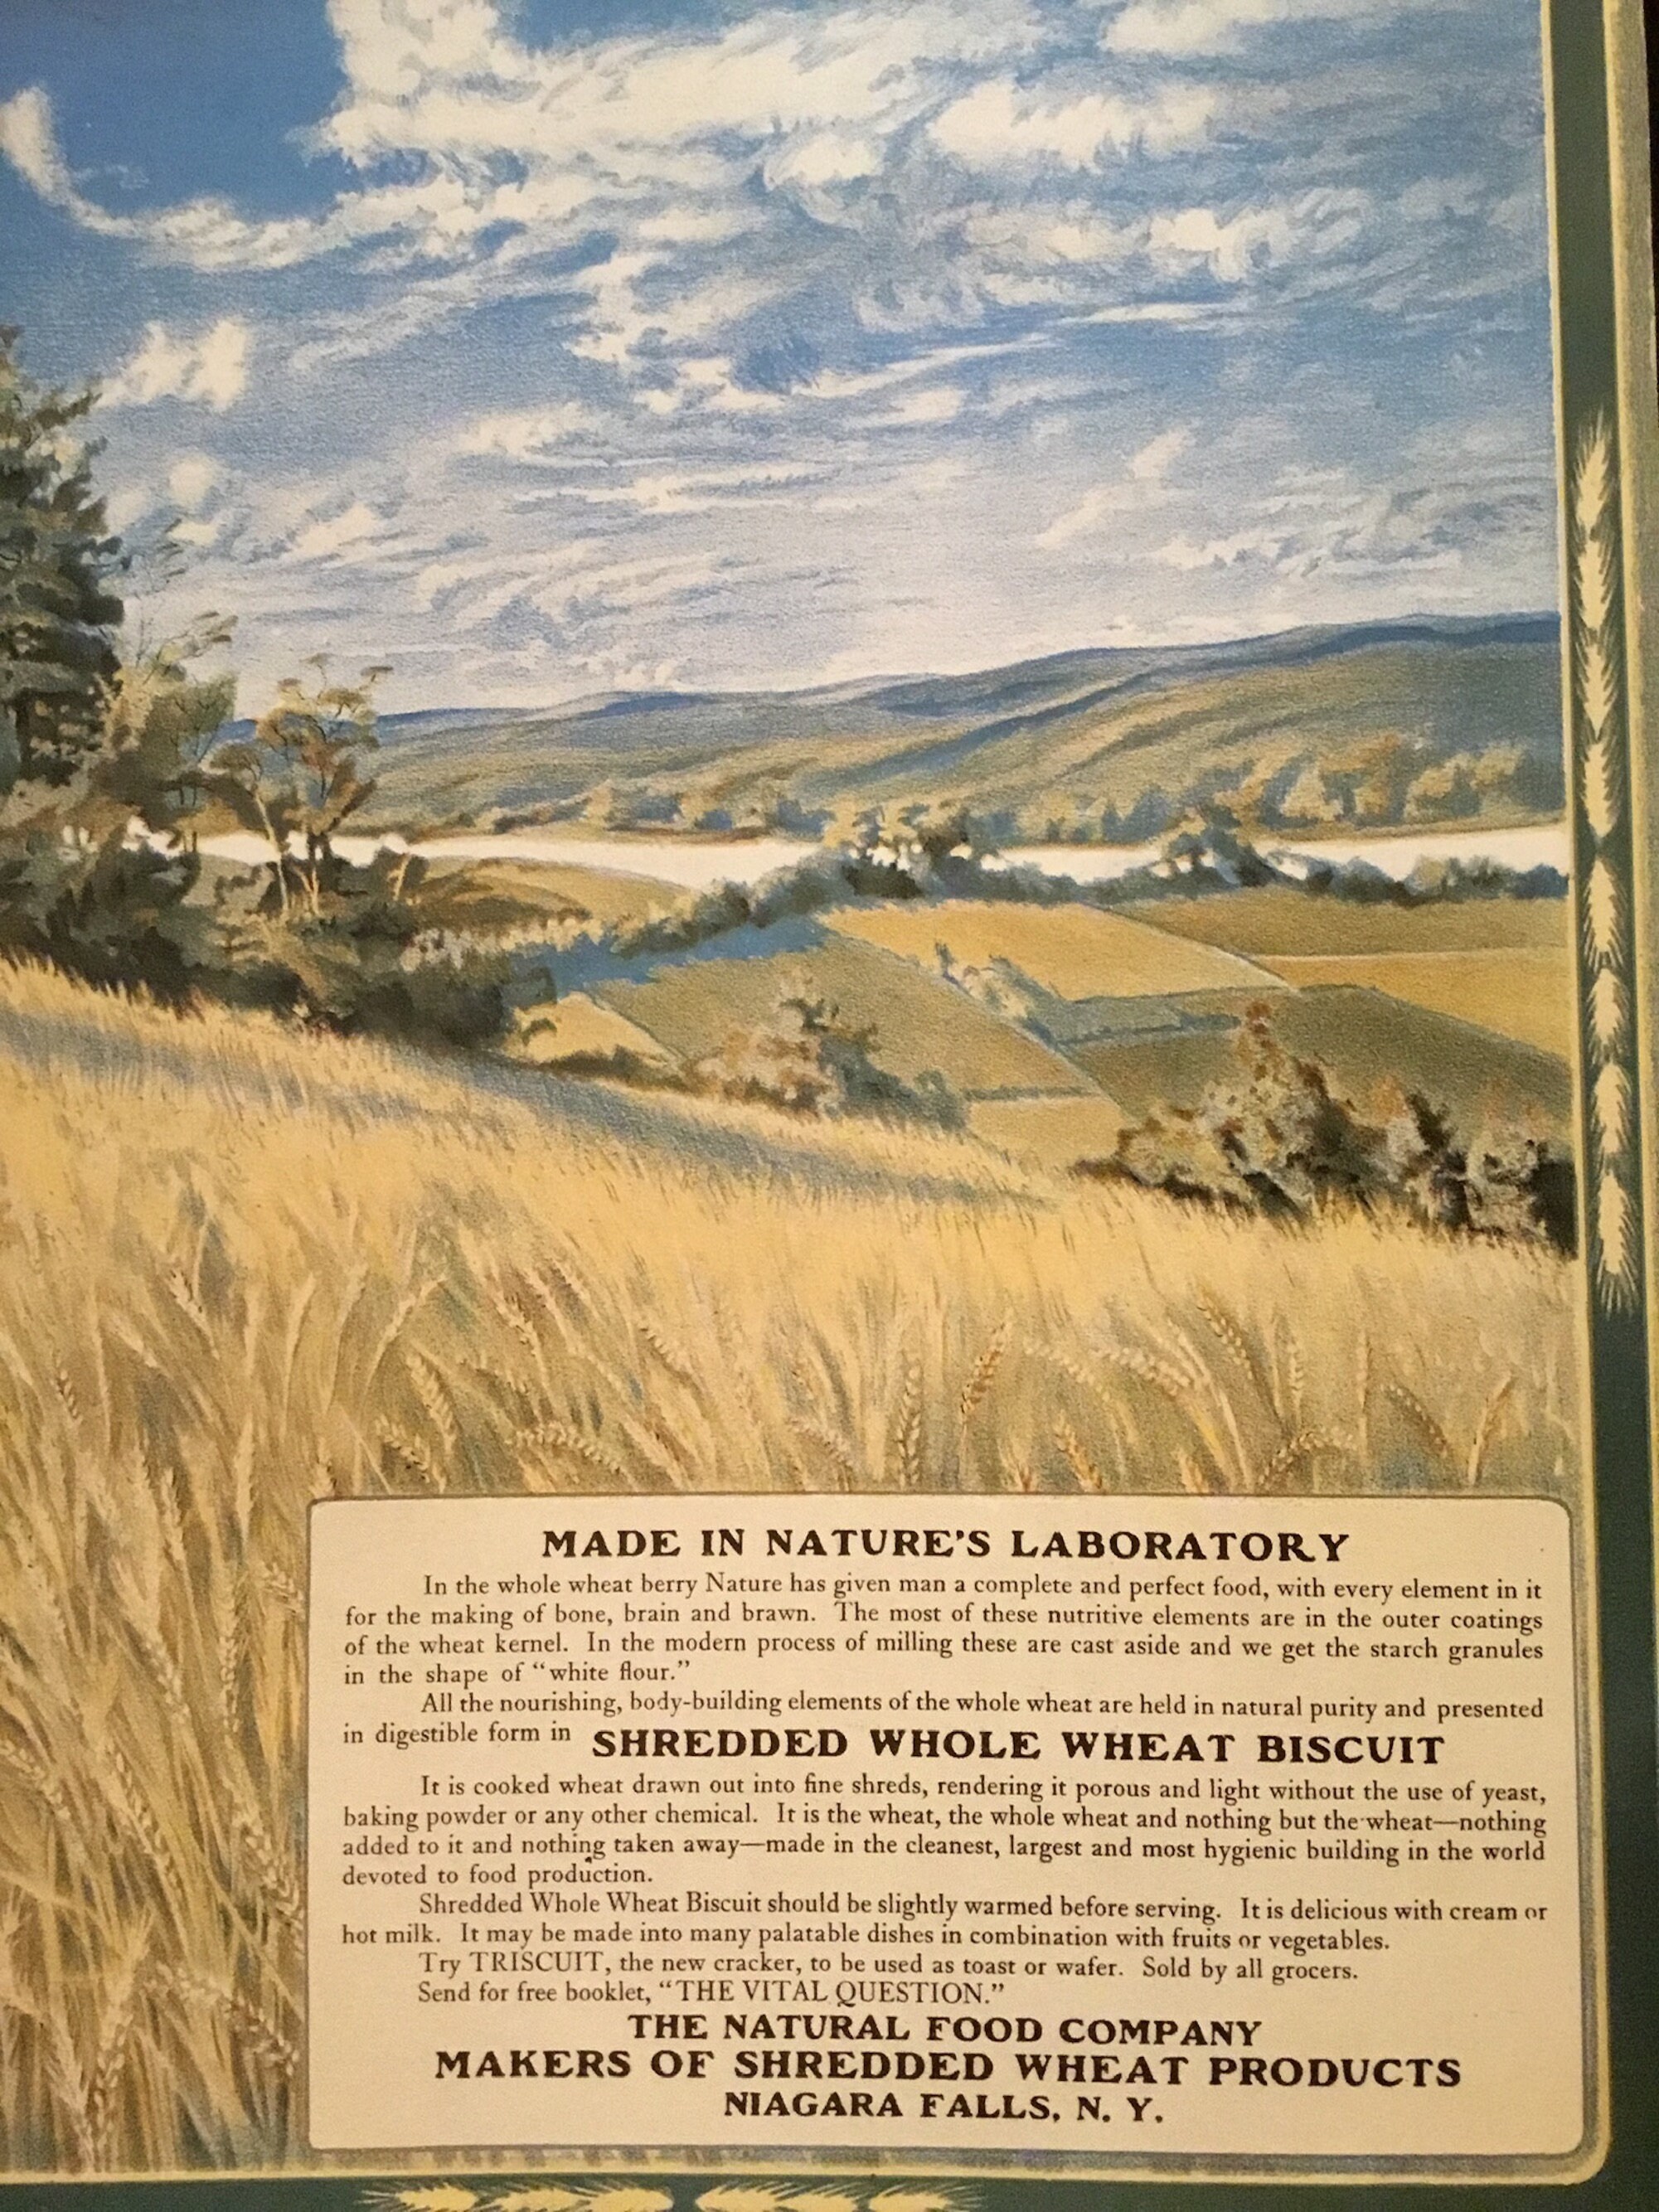 MADE IN NATURE'S LABORATORY
In the whole wheat berry Nature has given man a complete and perfect food, with every element in it
for the making of bone, brain and brawn. The most of these nutritive elements are in the outer coatings
of the wheat kernel. In the modern process of milling these are cast aside and we get the starch granules
in the shape of "white flour."
All the nourishing, body-building elements of the whole wheat are held in natural purity and presented
in digestible form in SHREDDED WHOLE WHEAT BISCUIT
It is cooked wheat drawn out into fine shreds, rendering it porous and light without the use of yeast,
baking powder or any other chemical. It is the wheat, the whole wheat and nothing but the wheat—nothing
added to it and nothing taken away—made in the cleanest, largest and most hygienic building in the world
devoted to food production.
Shredded Whole Wheat Biscuit should be slightly warmed before serving. It is delicious with cream or
hot milk. It may be made into many palatable dishes in combination with fruits or vegetables.
Try TRISCUIT, the new cracker, to be used as toast or wafer. Sold by all grocers.
Send for free booklet, "THE VITAL QUESTION."
THE NATURAL FOOD COMPANY
MAKERS OF SHREDDED WHEAT PRODUCTS
NIAGARA FALLS, N. Y.